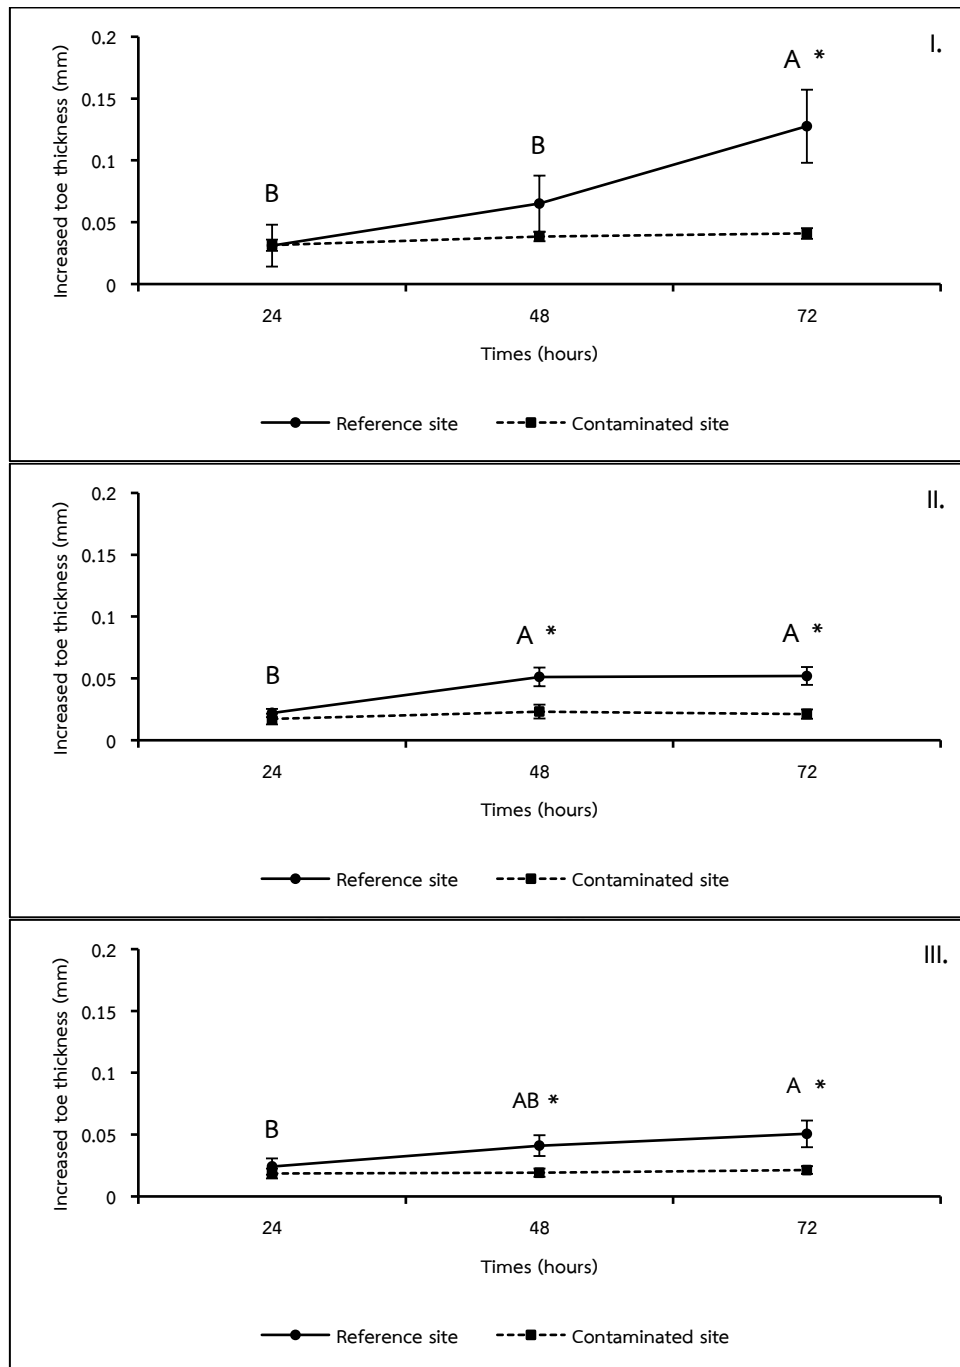 I.
Increased toe thickness (mm)
0.2
0.15
0.1
0.05
0
B
B
A *
24
48
72
Times (hours)
Reference site
Contaminated site
II.
Increased toe thickness (mm)
0.2
0.15
0.1
0.05
0
B
A *
A *
24
48
72
Times (hours)
Reference site
Contaminated site
III.
Increased toe thickness (mm)
0.2
0.15
0.1
0.05
0
B
AB *
A *
24
48
72
Times (hours)
Reference site
Contaminated site